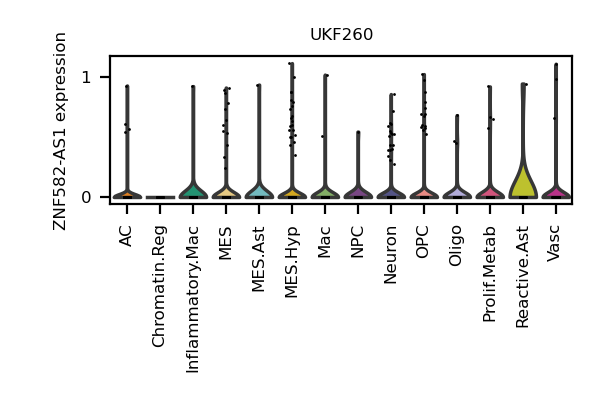 UKF260
ZNF582-AS1 expression
1
0
AC
Chromatin.Reg
Inflammatory.Mac
MES
MES.Ast
MES.Hyp
Mac
NPC
Neuron
OPC
Oligo
Prolif.Metab
Reactive.Ast
Vasc